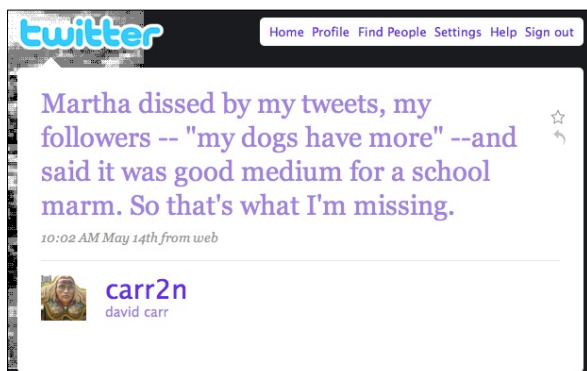 twitter
Home Profile Find People Settings Help Sign out
Martha dissed by my tweets, my
followers -- "my dogs have more" --and
said it was good medium for a school
marm. So that's what I'm missing.
10:02 AM May 14th from web
carr2n
david carr